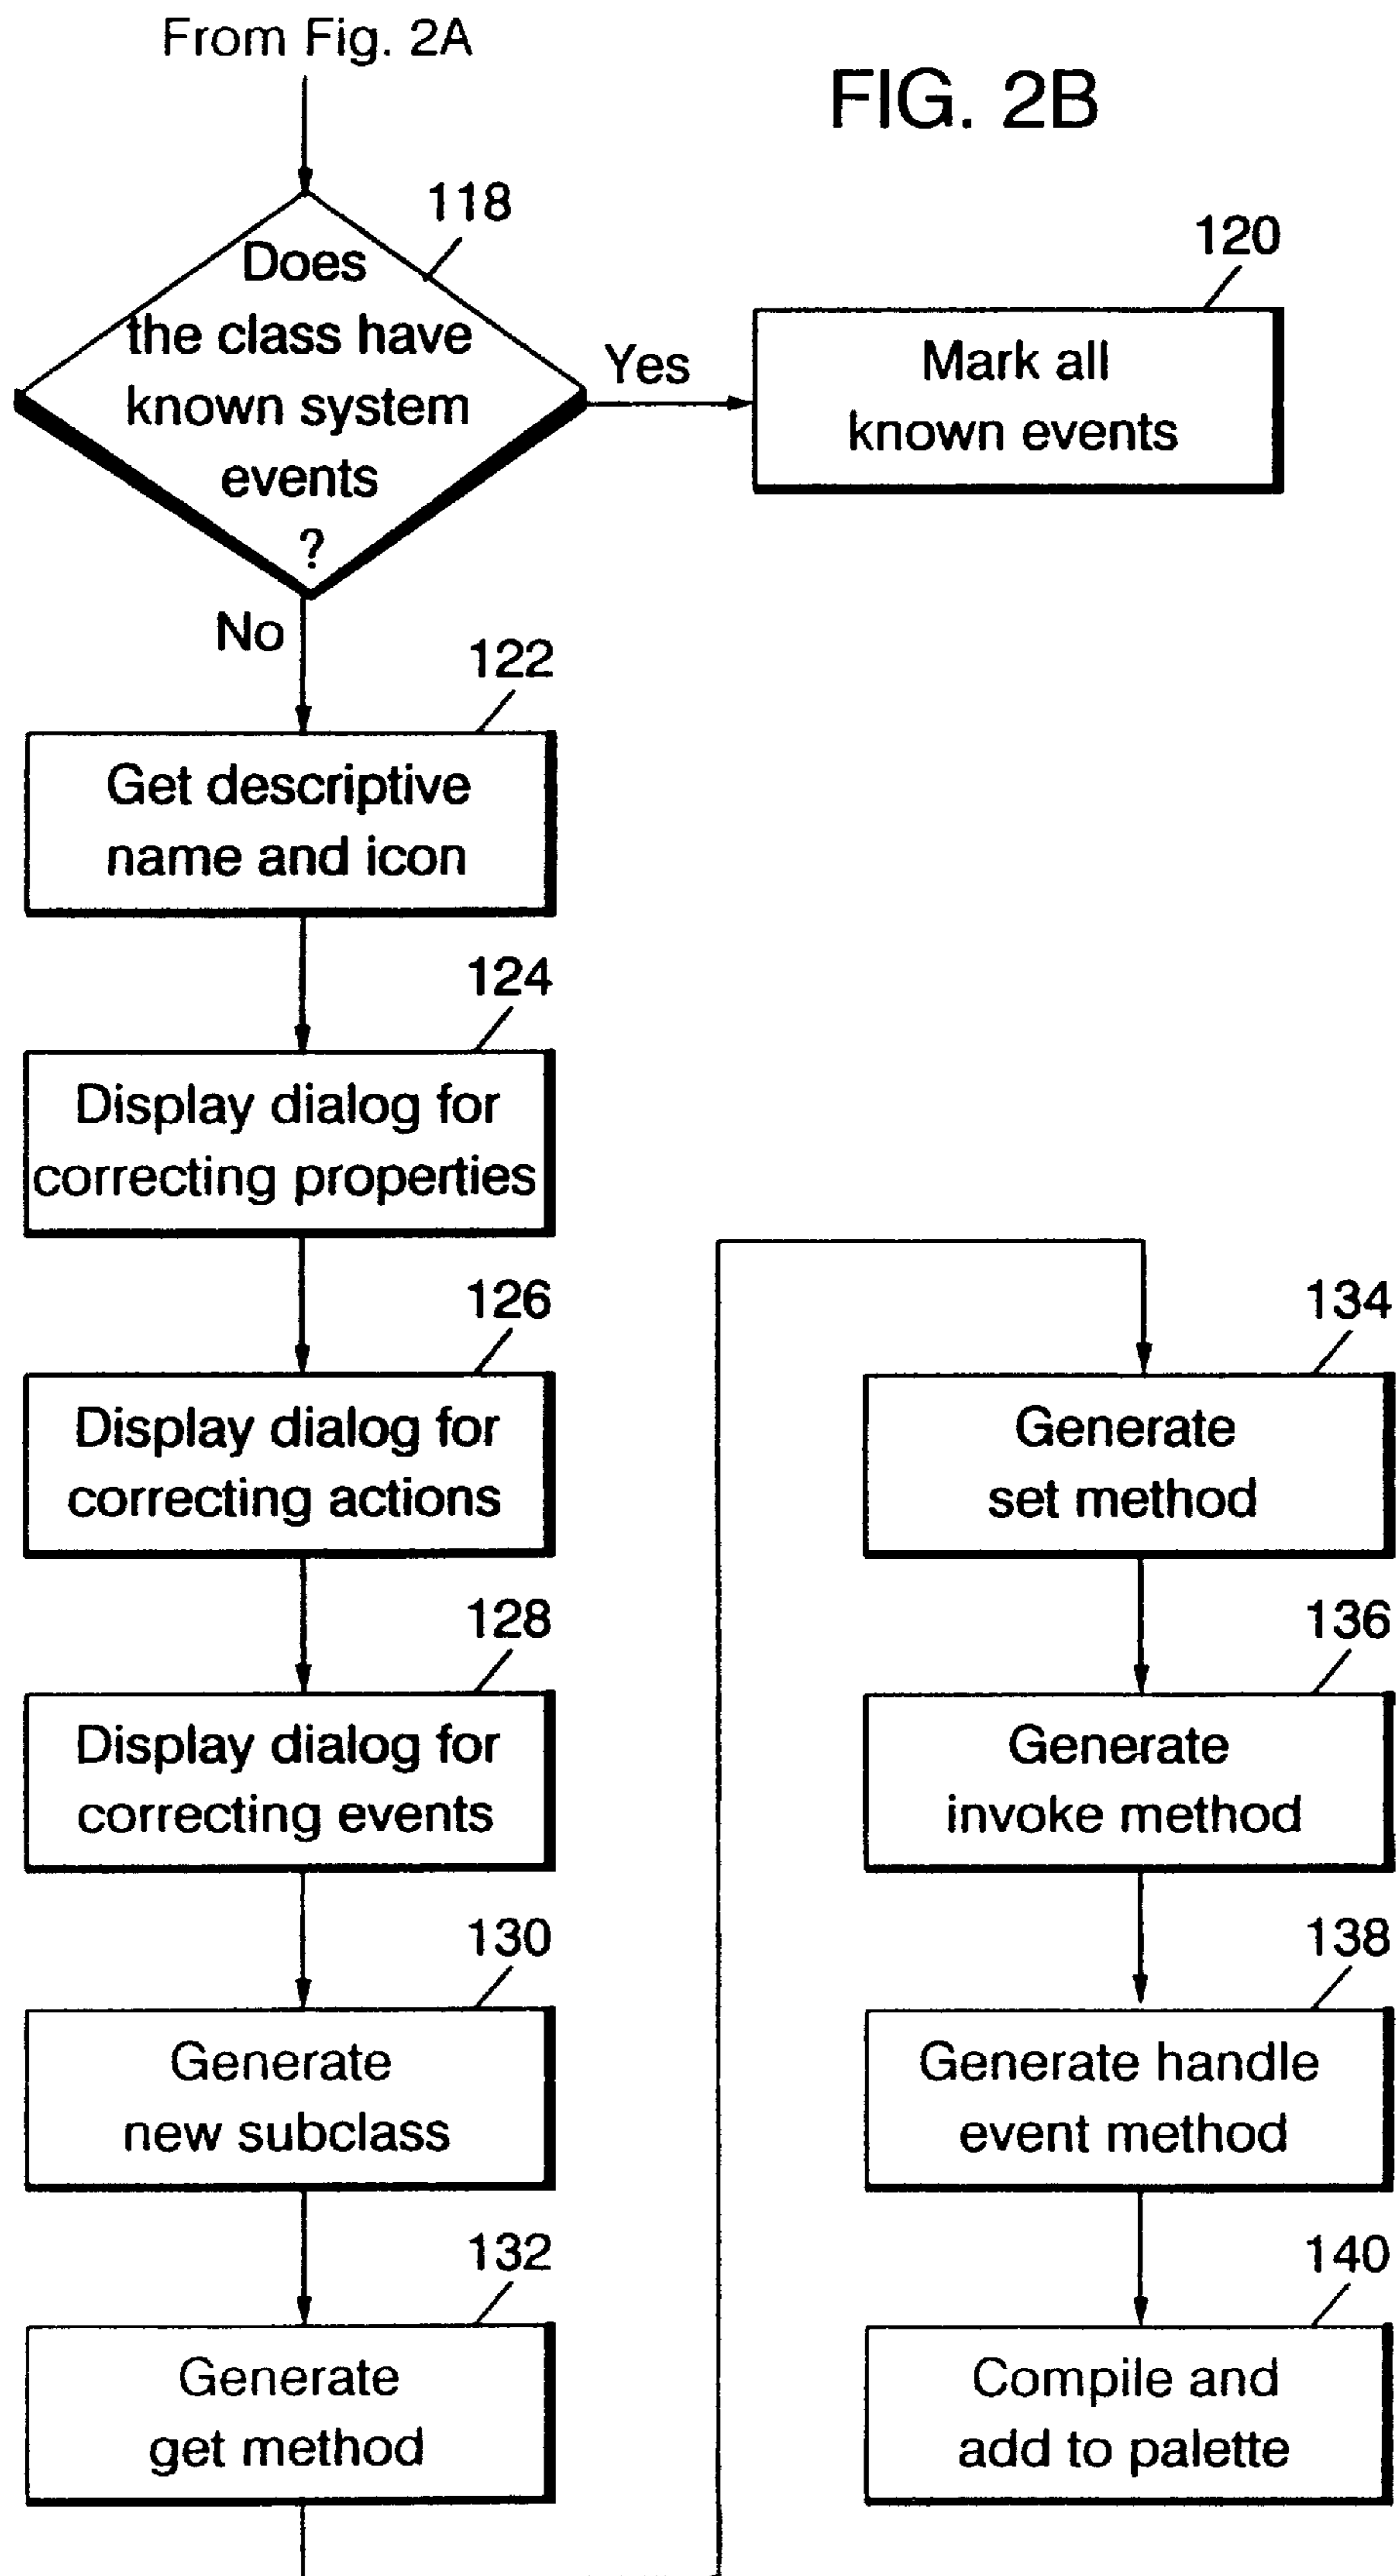 From Fig. 2A
FIG. 2B
118
Does
the class have
known system
events
?
Yes
120
Mark all
known events
No
122
Get descriptive
name and icon
124
Display dialog for
correcting properties
126
Display dialog for
correcting actions
128
Display dialog for
correcting events
130
Generate
new subclass
132
Generate
get method
134
Generate
set method
136
Generate
invoke method
138
Generate handle
event method
140
Compile and
add to palette